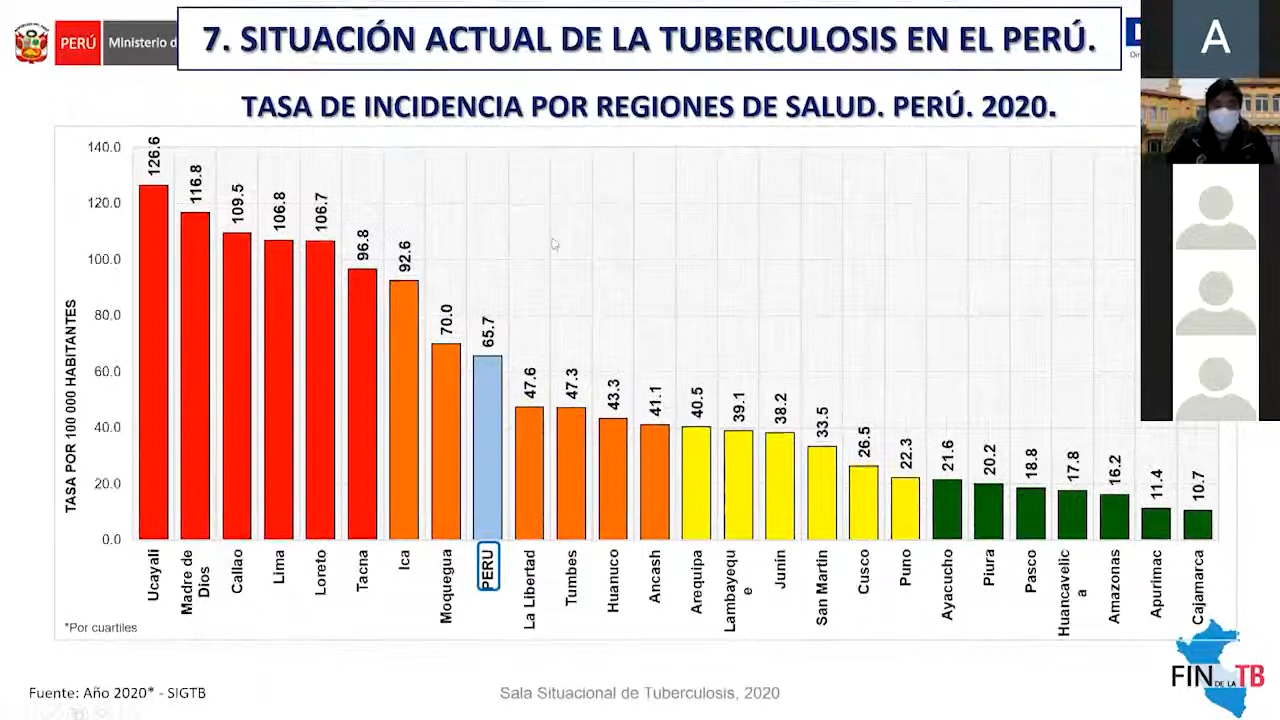 PERÚ
Ministerio d
7. SITUACIÓN ACTUAL DE LA TUBERCULOSIS EN EL PERÚ.
A
TASA DE INCIDENCIA POR REGIONES DE SALUD. PERÚ. 2020.
TASA POR 100 000 HABITANTES
140.0
120.0
100.0
80.0
60.0
40.0
20.0
0.0
126.6
116.8
109.5
106.8
106.7
96.8
92.6
70.0
65.7
47.6
47.3
43.3
41.1
40.5
39.1
38.2
33.5
26.5
22.3
21.6
20.2
18.8
17.8
16.2
11.4
10.7
Ucayali
Madre de
Dios
Callao
Lima
Loreto
Tacna
Ica
Moquegua
PERU
La Libertad
Tumbes
Huanuco
Ancash
Arequipa
Lambayequ
e
Junin
San Martin
Cusco
Puno
Ayacucho
Piura
Pasco
Huancavelic
a
Amazonas
Apurimac
Cajamarca
*Por cuartiles
Fuente: Año 2020* - SIGTB
Sala Situacional de Tuberculosis, 2020
FIN DE LA TB